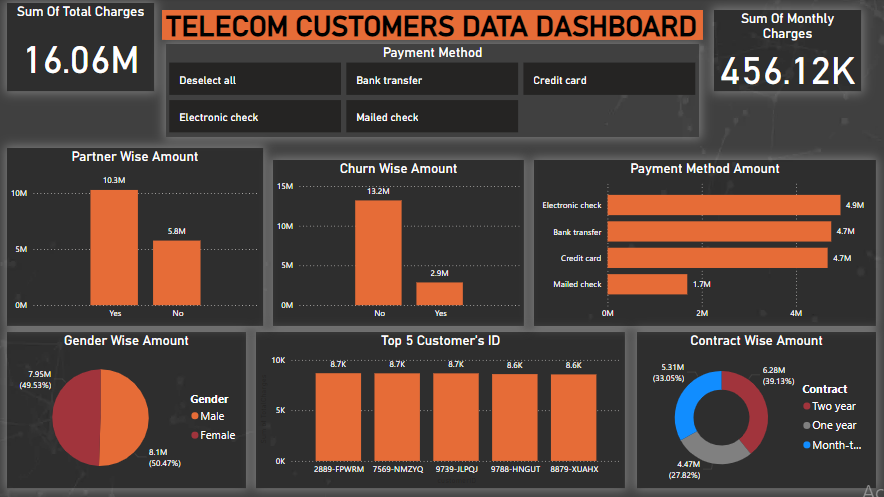 Sum Of Total Charges
16.06M
TELECOM CUSTOMERS DATA DASHBOARD
Sum Of Monthly
Charges
456.12K
Payment Method
Deselect all
Bank transfer
Credit card
Electronic check
Mailed check
Partner Wise Amount
10M
5M
0M
10.3M
5.8M
Yes
No
Churn Wise Amount
15M
10M
5M
0M
13.2M
2.9M
No
Yes
Payment Method Amount
Electronic check
4.9M
Bank transfer
4.7M
Credit card
4.7M
Mailed check
1.7M
0M
2M
4M
Gender Wise Amount
7.95M
(49.53%)
8.1M
(50.47%)
Gender
Male
Female
Top 5 Customer's ID
10K
5K
0K
8.7K
8.7K
8.7K
8.6K
8.6K
2889-FPWRM
7569-NMZYQ
9739-JLPQJ
9788-HNGUT
8879-XUAHX
Contract Wise Amount
5.31M
(33.05%)
6.28M
(39.13%)
4.47M
(27.82%)
Contract
Two year
One year
Month-t...
Ac